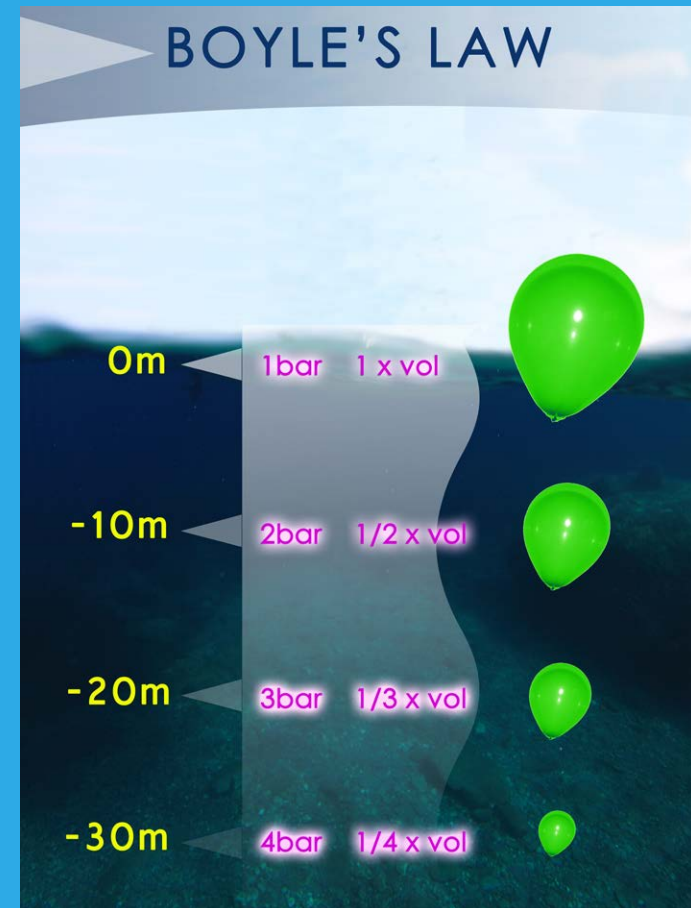 BOYLE'S LAW
0m 1bar 1 x vol
-10m 2bar 1/2 x vol
-20m 3bar 1/3 x vol
-30m 4bar 1/4 x vol